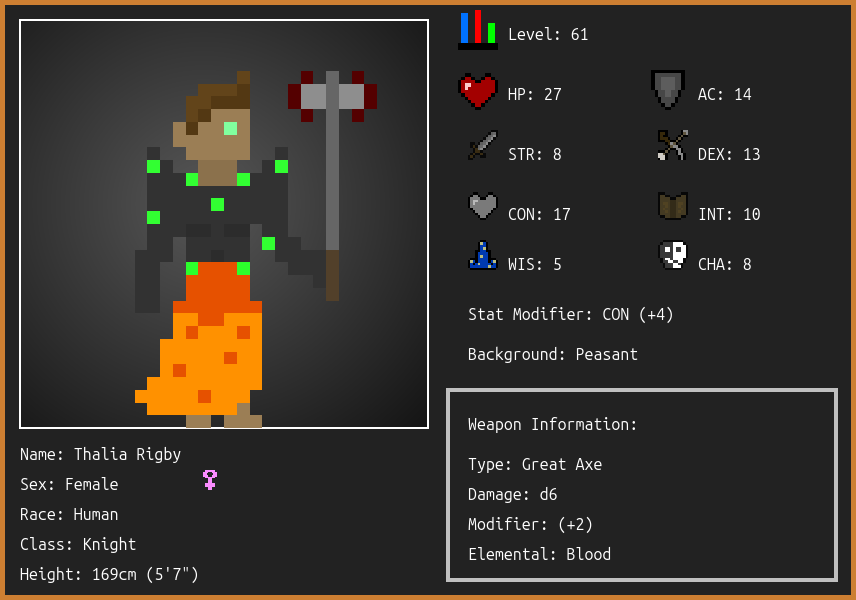 Level: 61
HP: 27
AC: 14
STR: 8
DEX: 13
CON: 17
INT: 10
WIS: 5
CHA: 8
Stat Modifier: CON (+4)
Background: Peasant
Weapon Information:
Type: Great Axe
Damage: d6
Modifier: (+2)
Elemental: Blood
Name: Thalia Rigby
Sex: Female
Race: Human
Class: Knight
Height: 169cm (5'7")